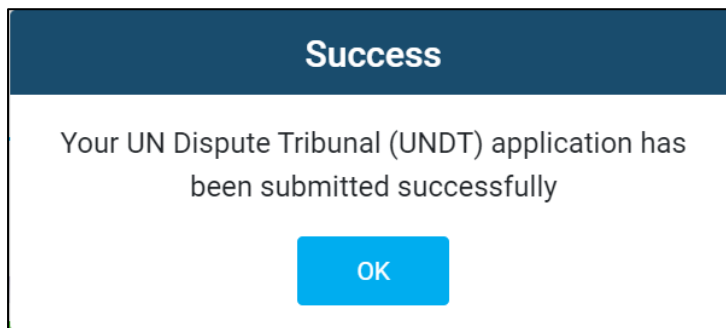 Success
Your UN Dispute Tribunal (UNDT) application has
been submitted successfully
OK